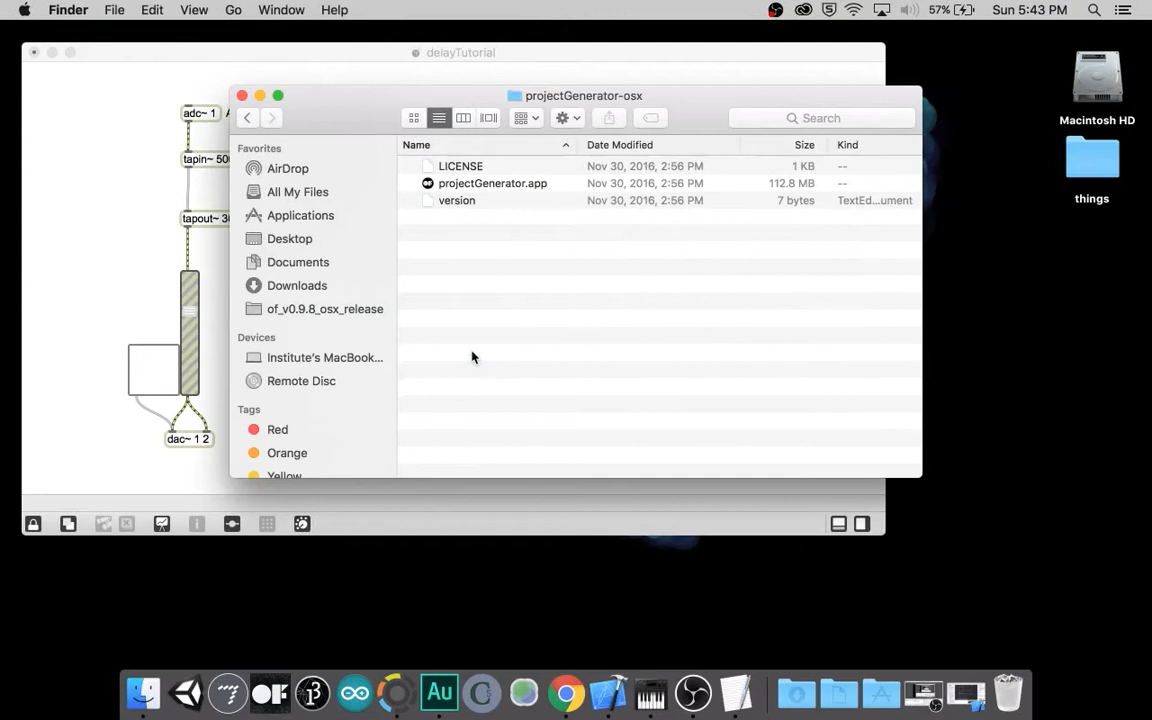 Finder File Edit View Go Window Help 57% Sun 5:43 PM
delayTutorial
projectGenerator-osx
Search
Favorites
AirDrop
All My Files
Applications
Desktop
Documents
Downloads
of_v0.9.8_osx_release
Devices
Institute's MacBook...
Remote Disc
Tags
Red
Orange
Yellow
Name Date Modified Size Kind
LICENSE Nov 30, 2016, 2:56 PM 1 KB --
projectGenerator.app Nov 30, 2016, 2:56 PM 112.8 MB --
version Nov 30, 2016, 2:56 PM 7 bytes TextEd...ument
adc~ 1
tapin~ 50
tapout~ 3
dac~ 1 2
Macintosh HD
things
OF
Au